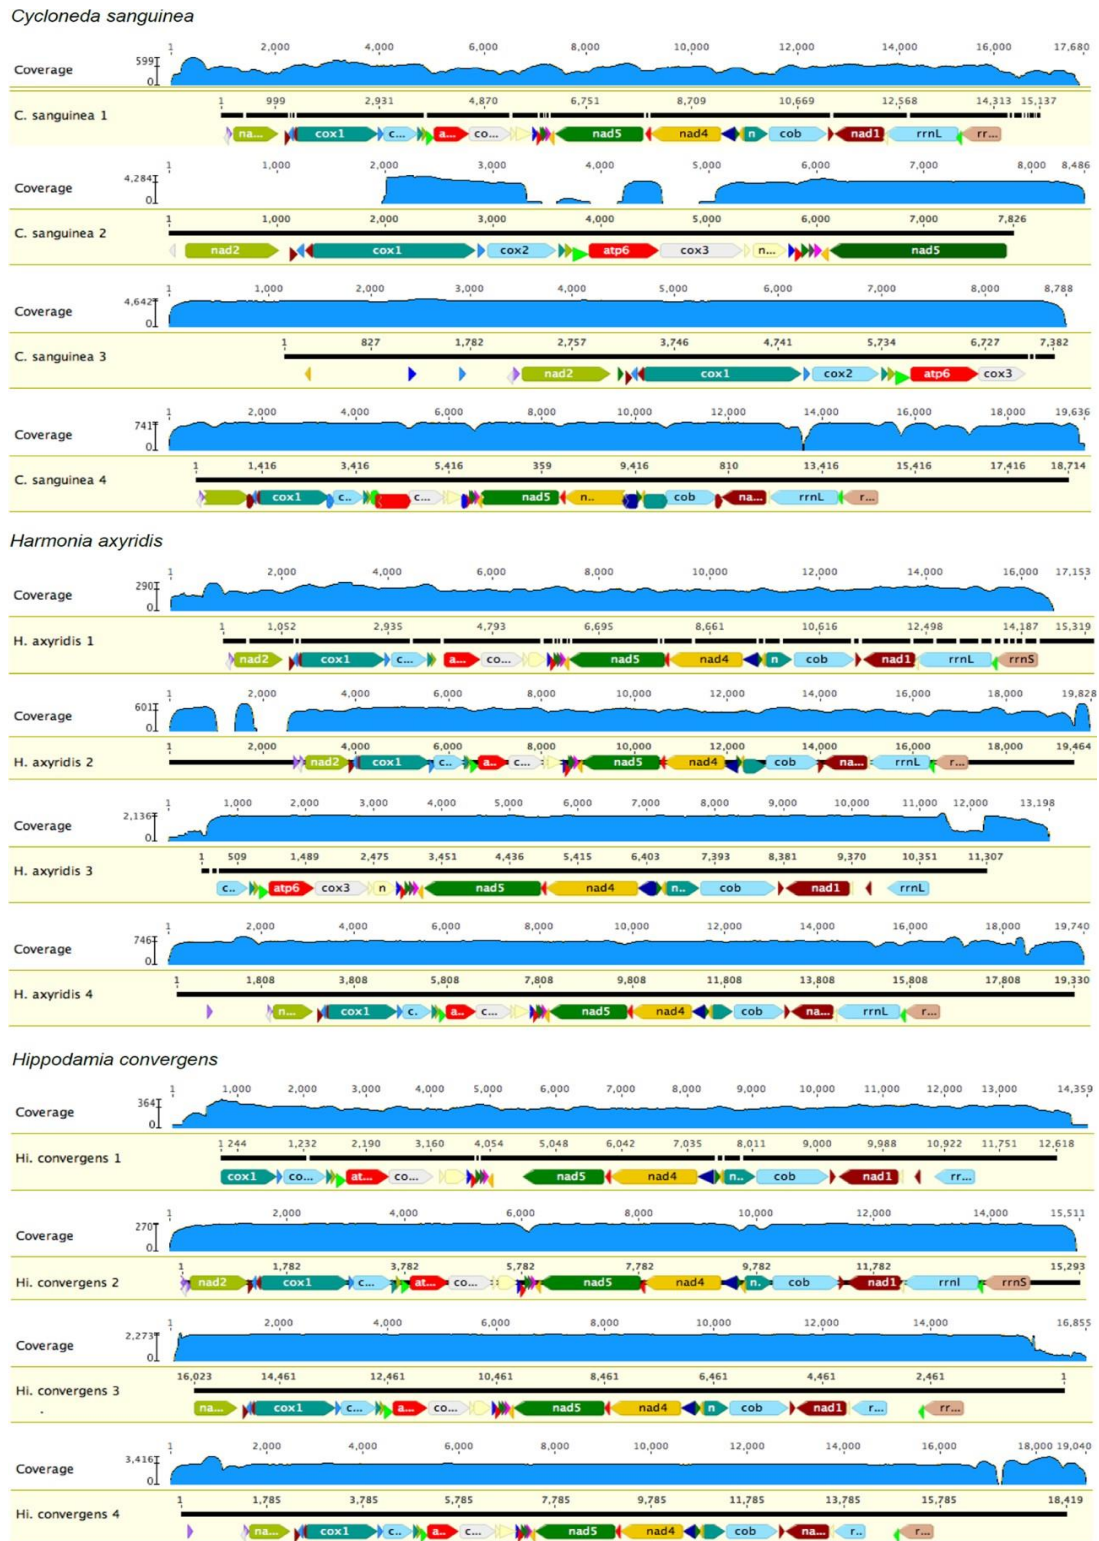 Cycloneda sanguinea
1 2,000 4,000 6,000 8,000 10,000 12,000 14,000 16,000 17,680
Coverage 599 0
1 999 2,931 4,870 6,751 8,709 10,669 12,568 14,313 15,137
C. sanguinea 1
na... cox1 c... a... co... nad5 nad4 n cob nad1 rrnL rr...
1 1,000 2,000 3,000 4,000 5,000 6,000 7,000 8,000 8,486
Coverage 4,284 0
1 1,000 2,000 3,000 4,000 5,000 6,000 7,000 7,826
C. sanguinea 2
nad2 cox1 cox2 atp6 cox3 n... nad5
1 1,000 2,000 3,000 4,000 5,000 6,000 7,000 8,000 8,788
Coverage 4,642 0
1 827 1,782 2,757 3,746 4,741 5,734 6,727 7,382
C. sanguinea 3
nad2 cox1 cox2 atp6 cox3
1 2,000 4,000 6,000 8,000 10,000 12,000 14,000 16,000 18,000 19,636
Coverage 741 0
1 1,416 3,416 5,416 359 9,416 810 13,416 15,416 17,416 18,714
C. sanguinea 4
cox1 c.. c... nad5 n.. cob na... rrnL r...
Harmonia axyridis
1 2,000 4,000 6,000 8,000 10,000 12,000 14,000 16,000 17,153
Coverage 290 0
1 1,052 2,935 4,793 6,695 8,661 10,616 12,498 14,187 15,319
H. axyridis 1
nad2 cox1 c... a... co... nad5 nad4 n cob nad1 rrnL rrnS
1 2,000 4,000 6,000 8,000 10,000 12,000 14,000 16,000 18,000 19,828
Coverage 601 0
1 2,000 4,000 6,000 8,000 10,000 12,000 14,000 16,000 18,000 19,464
H. axyridis 2
nad2 cox1 c.. a... c... nad5 nad4 cob na... rrnL r...
1 1,000 2,000 3,000 4,000 5,000 6,000 7,000 8,000 9,000 10,000 11,000 12,000 13,198
Coverage 2,136 0
1 509 1,489 2,475 3,451 4,436 5,415 6,403 7,393 8,381 9,370 10,351 11,307
H. axyridis 3
c.. atp6 cox3 n nad5 nad4 n.. cob nad1 rrnL
1 2,000 4,000 6,000 8,000 10,000 12,000 14,000 16,000 18,000 19,740
Coverage 746 0
1 1,808 3,808 5,808 7,808 9,808 11,808 13,808 15,808 17,808 19,330
H. axyridis 4
n... cox1 c. a.. c... nad5 nad4 cob na... rrnL r...
Hippodamia convergens
1 1,000 2,000 3,000 4,000 5,000 6,000 7,000 8,000 9,000 10,000 11,000 12,000 13,000 14,359
Coverage 364 0
1 244 1,232 2,190 3,160 4,054 5,048 6,042 7,035 8,011 9,000 9,988 10,922 11,751 12,618
Hi. convergens 1
cox1 co... at... co... nad5 nad4 n.. cob nad1 rr...
1 2,000 4,000 6,000 8,000 10,000 12,000 14,000 15,511
Coverage 270 0
1 1,782 3,782 5,782 7,782 9,782 11,782 13,782 15,293
Hi. convergens 2
nad2 cox1 c... at... co... nad5 nad4 n. cob nad1 rrnl rrnS
1 2,000 4,000 6,000 8,000 10,000 12,000 14,000 16,855
Coverage 2,273 0
16,023 14,461 12,461 10,461 8,461 6,461 4,461 2,461 1
Hi. convergens 3
na... cox1 c... a... co... nad5 nad4 n cob nad1 r... rr...
1 2,000 4,000 6,000 8,000 10,000 12,000 14,000 16,000 18,000 19,040
Coverage 3,416 0
1 1,785 3,785 5,785 7,785 9,785 11,785 13,785 15,785 18,419
Hi. convergens 4
na... cox1 c.. a.. c... nad5 nad4 cob na... r.. r...